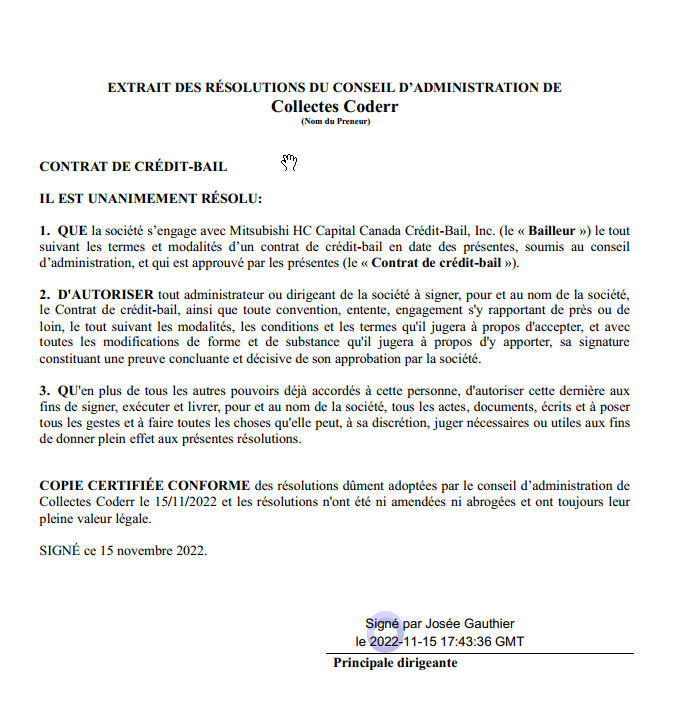 EXTRAIT DES RÉSOLUTIONS DU CONSEIL D’ADMINISTRATION DE
Collectes Coderr
(Nom du Preneur)
CONTRAT DE CRÉDIT-BAIL
IL EST UNANIMEMENT RÉSOLU:
1. QUE la société s’engage avec Mitsubishi HC Capital Canada Crédit-Bail, Inc. (le « Bailleur ») le tout
suivant les termes et modalités d’un contrat de crédit-bail en date des présentes, soumis au conseil
d’administration, et qui est approuvé par les présentes (le « Contrat de crédit-bail »).
2. D'AUTORISER tout administrateur ou dirigeant de la société à signer, pour et au nom de la société,
le Contrat de crédit-bail, ainsi que toute convention, entente, engagement s'y rapportant de près ou de
loin, le tout suivant les modalités, les conditions et les termes qu'il jugera à propos d'accepter, et avec
toutes les modifications de forme et de substance qu'il jugera à propos d'y apporter, sa signature
constituant une preuve concluante et décisive de son approbation par la société.
3. QU'en plus de tous les autres pouvoirs déjà accordés à cette personne, d'autoriser cette dernière aux
fins de signer, exécuter et livrer, pour et au nom de la société, tous les actes, documents, écrits et à poser
tous les gestes et à faire toutes les choses qu'elle peut, à sa discrétion, juger nécessaires ou utiles aux fins
de donner plein effet aux présentes résolutions.
COPIE CERTIFIÉE CONFORME des résolutions dûment adoptées par le conseil d’administration de
Collectes Coderr le 15/11/2022 et les résolutions n'ont été ni amendées ni abrogées et ont toujours leur
pleine valeur légale.
SIGNÉ ce 15 novembre 2022.
Signé par Josée Gauthier
le 2022-11-15 17:43:36 GMT
Principale dirigeante